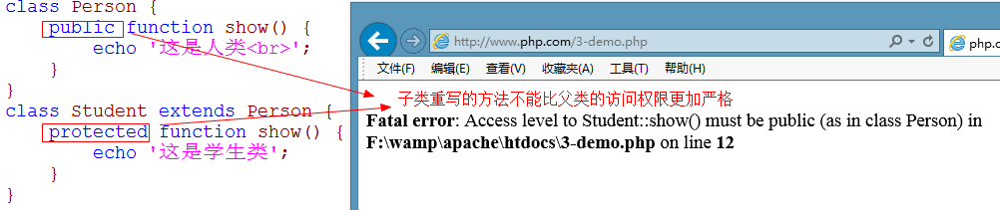 class Person {
public function show() {
echo '这是人类<br>';
}
}
class Student extends Person {
protected function show() {
echo '这是学生类';
}
}
http://www.php.com/3-demo.php
php.c
文件(F) 编辑(E) 查看(V) 收藏夹(A) 工具(T) 帮助(H)
子类重写的方法不能比父类的访问权限更加严格
Fatal error: Access level to Student::show() must be public (as in class Person) in
F:\wamp\apache\htdocs\3-demo.php on line 12